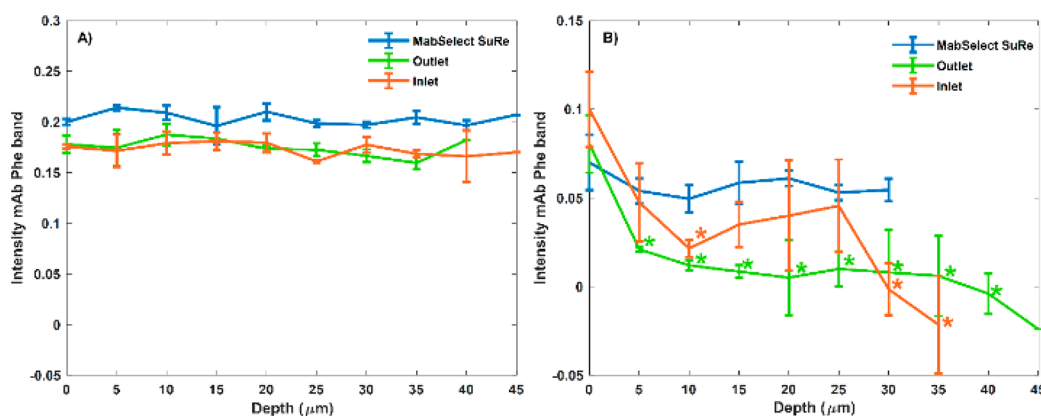 A)
MabSelect SuRe
Outlet
Inlet
Intensity mAb Phe band
0.3
0.25
0.2
0.15
0.1
0.05
0
-0.05
0 5 10 15 20 25 30 35 40 45
Depth (μm)
B)
MabSelect SuRe
Outlet
Inlet
Intensity mAb Phe band
0.15
0.1
0.05
0
-0.05
* * * * * * * *
* * *
0 5 10 15 20 25 30 35 40 45
Depth (μm)